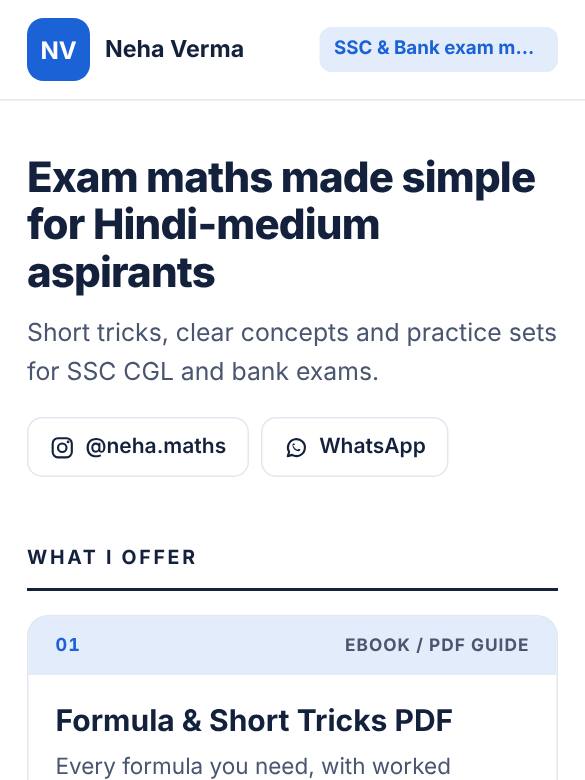 NV
Neha Verma
SSC & Bank exam m...
Exam maths made simple
for Hindi-medium
aspirants
Short tricks, clear concepts and practice sets
for SSC CGL and bank exams.
@neha.maths
WhatsApp
WHAT I OFFER
01
EBOOK / PDF GUIDE
Formula & Short Tricks PDF
Every formula you need, with worked